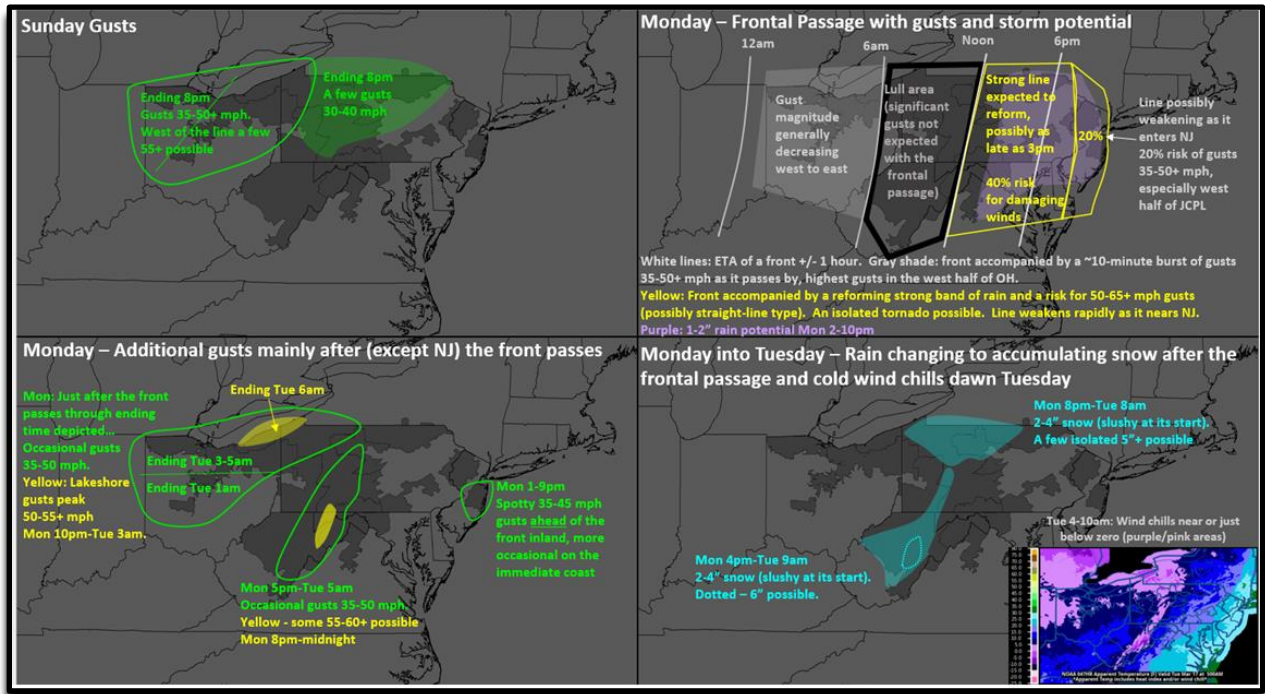 Sunday Gusts
Ending 8pm
Gusts 35-50+ mph.
West of the line a few
55+ possible
Ending 8pm
A few gusts
30-40 mph
Monday – Frontal Passage with gusts and storm potential
12am
6am
Noon
6pm
Gust
magnitude
generally
decreasing
west to east
Lull area
(significant
gusts not
expected
with the
frontal
passage)
Strong line
expected to
reform,
possibly as
late as 3pm
40% risk
for damaging
winds
20%
Line possibly
weakening as it
enters NJ
20% risk of gusts
35-50+ mph,
especially west
half of JCPL
White lines: ETA of a front +/- 1 hour.  Gray shade: front accompanied by a ~10-minute burst of gusts
35-50+ mph as it passes by, highest gusts in the west half of OH.
Yellow: Front accompanied by a reforming strong band of rain and a risk for 50-65+ mph gusts
(possibly straight-line type).  An isolated tornado possible.  Line weakens rapidly as it nears NJ.
Purple: 1-2” rain potential Mon 2-10pm
Monday – Additional gusts mainly after (except NJ) the front passes
Mon: Just after the front
passes through ending
time depicted…
Occasional gusts
35-50 mph.
Yellow: Lakeshore
gusts peak
50-55+ mph
Mon 10pm-Tue 3am.
Ending Tue 6am
Ending Tue 3-5am
Ending Tue 1am
Mon 1-9pm
Spotty 35-45 mph
gusts ahead of the
front inland, more
occasional on the
immediate coast
Mon 5pm-Tue 5am
Occasional gusts 35-50 mph.
Yellow - some 55-60+ possible
Mon 8pm-midnight
Monday into Tuesday – Rain changing to accumulating snow after the
frontal passage and cold wind chills dawn Tuesday
Mon 8pm-Tue 8am
2-4” snow (slushy at its start).
A few isolated 5”+ possible
Mon 4pm-Tue 9am
2-4” snow (slushy at its start).
Dotted – 6” possible.
Tue 4-10am: Wind chills near or just
below zero (purple/pink areas)